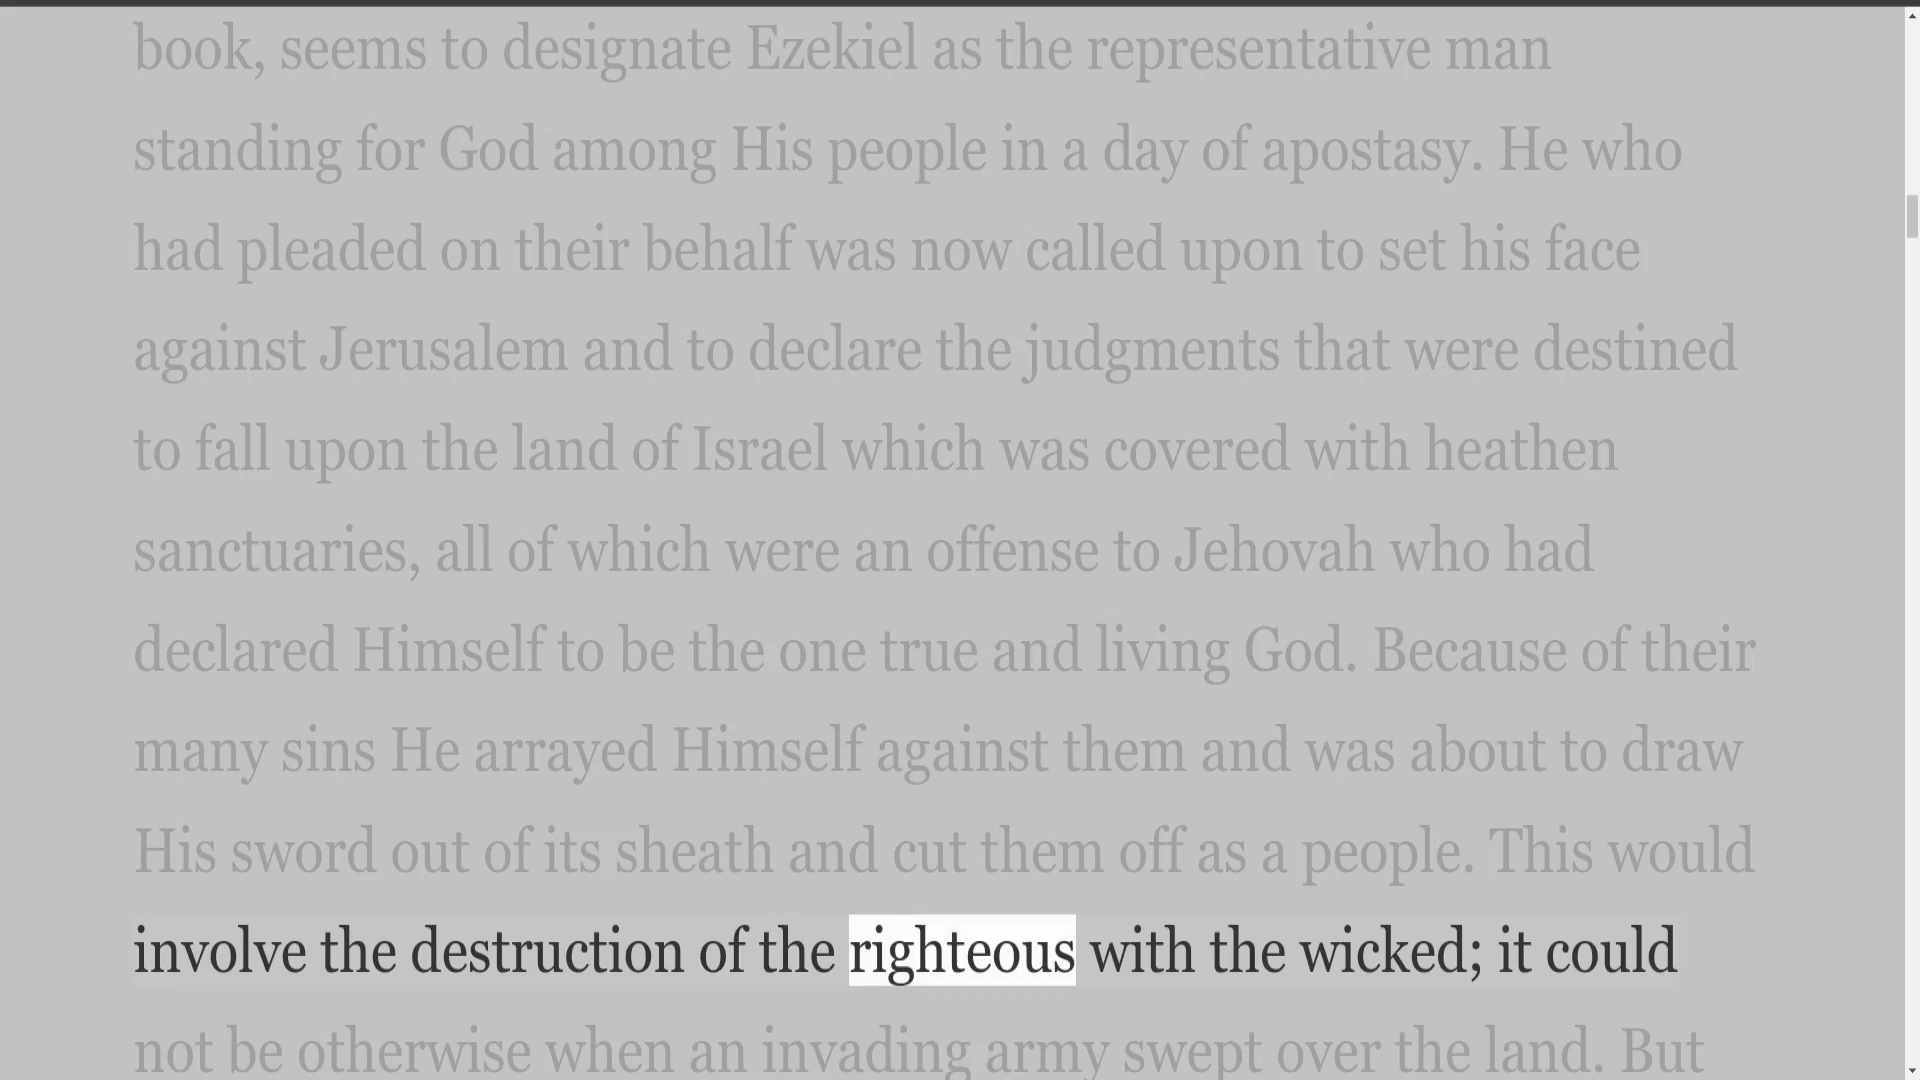 book, seems to designate Ezekiel as the representative man
standing for God among His people in a day of apostasy. He who
had pleaded on their behalf was now called upon to set his face
against Jerusalem and to declare the judgments that were destined
to fall upon the land of Israel which was covered with heathen
sanctuaries, all of which were an offense to Jehovah who had
declared Himself to be the one true and living God. Because of their
many sins He arrayed Himself against them and was about to draw
His sword out of its sheath and cut them off as a people. This would
involve the destruction of the righteous with the wicked; it could
not be otherwise when an invading army swept over the land. But